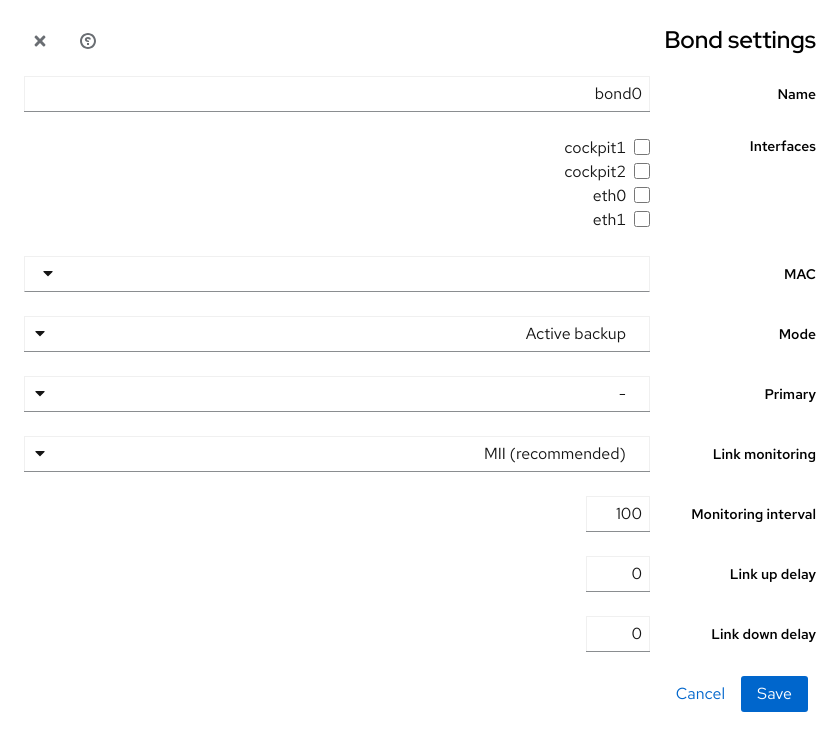 Bond settings
Name
bond0
Interfaces
cockpit1
cockpit2
eth0
eth1
MAC
Mode
Active backup
Primary
-
Link monitoring
MII (recommended)
Monitoring interval
100
Link up delay
0
Link down delay
0
Save
Cancel